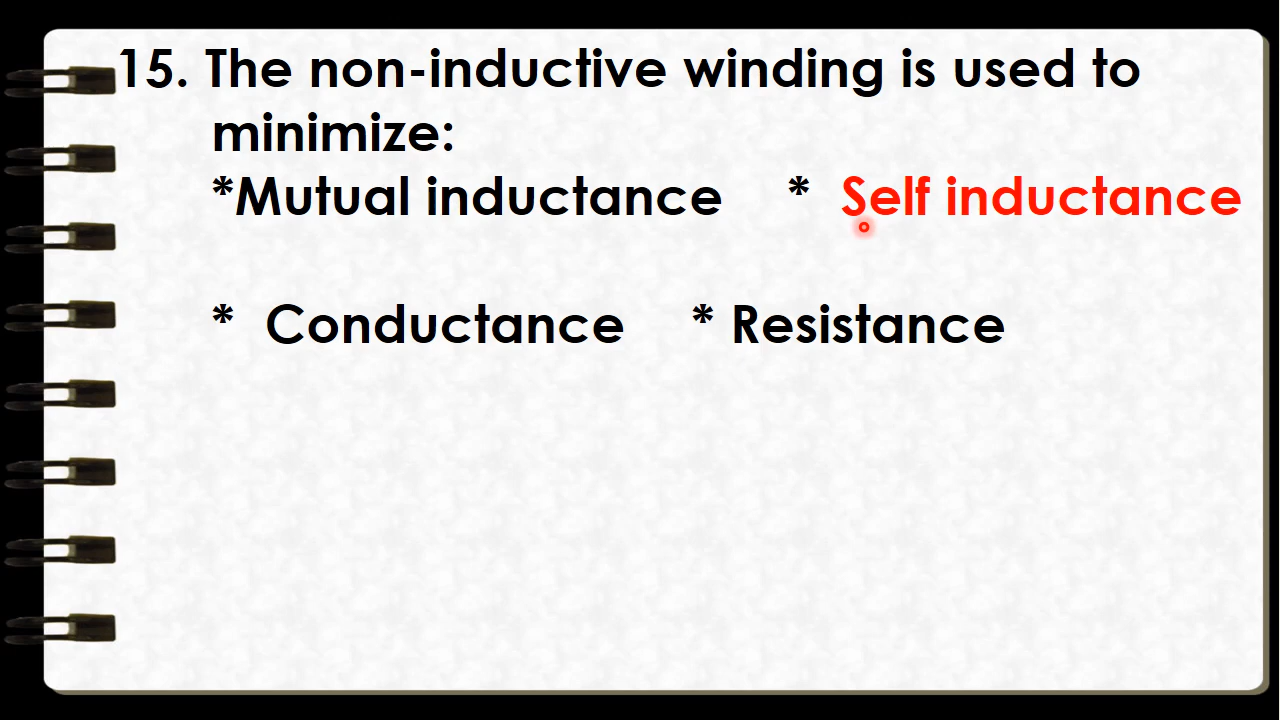 15. The non-inductive winding is used to
minimize:
*Mutual inductance * Self inductance
* Conductance * Resistance